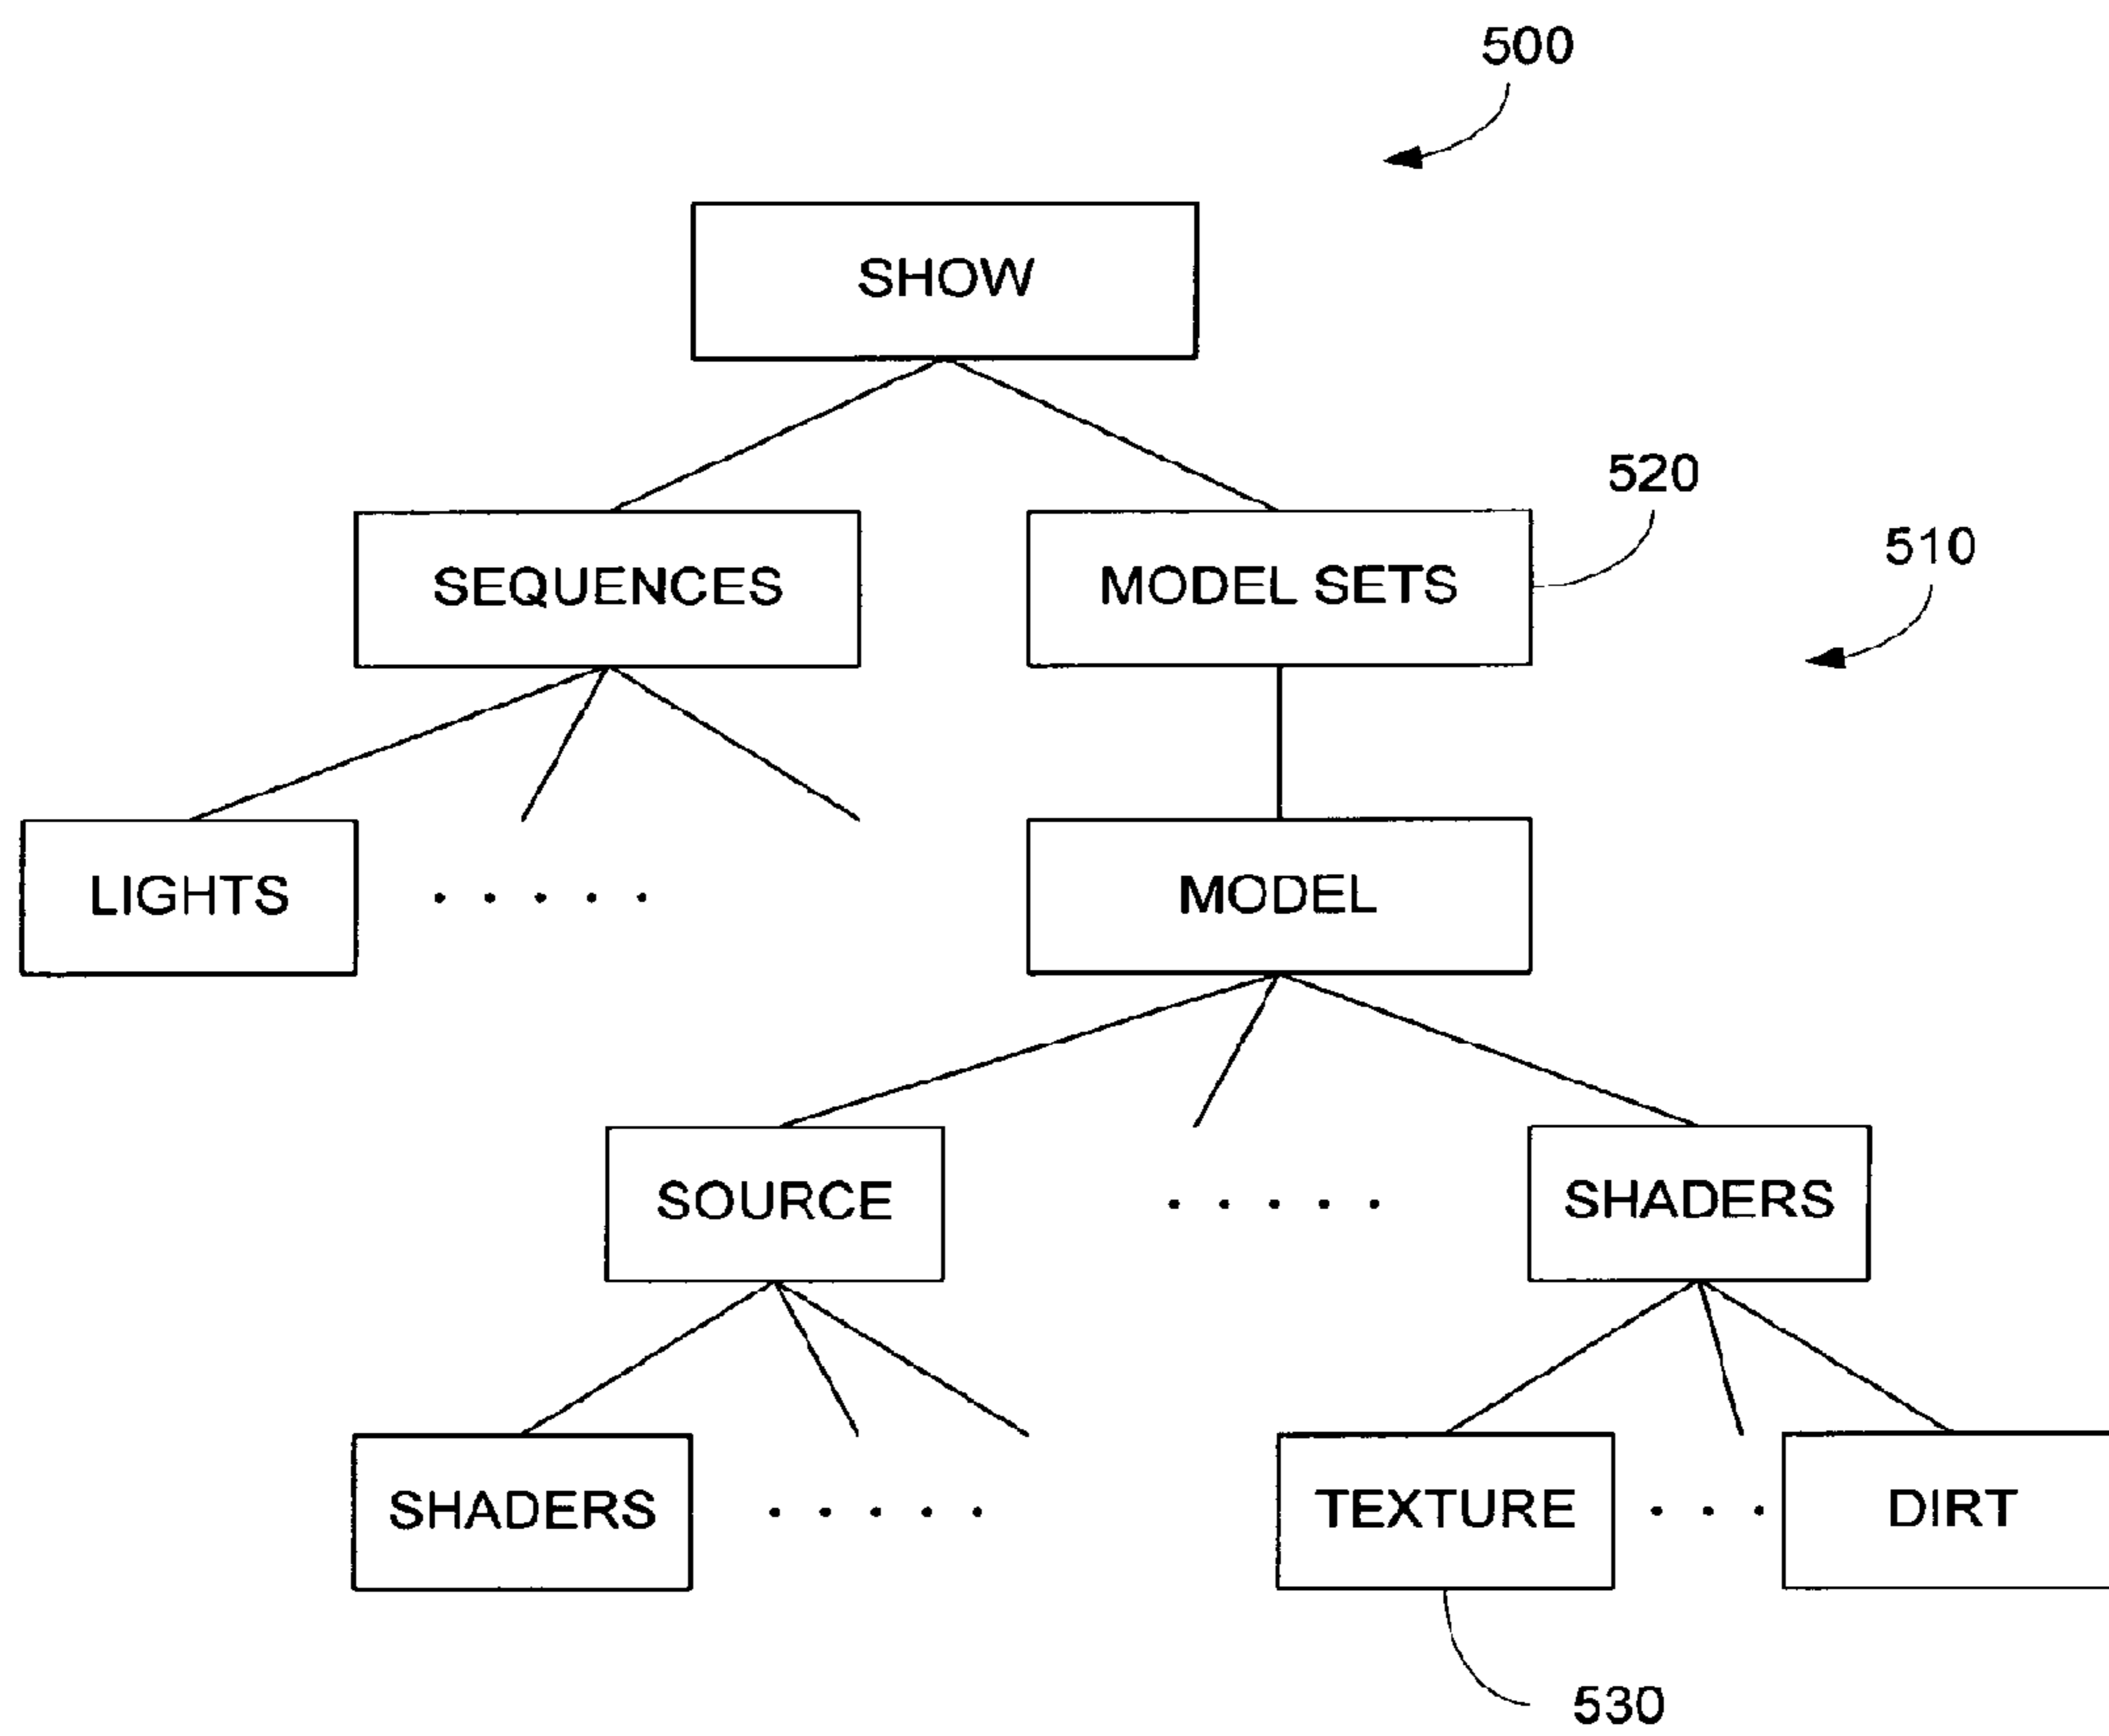 500
SHOW
520
510
SEQUENCES
MODEL SETS
LIGHTS
. . . . .
MODEL
SOURCE
. . . . .
SHADERS
SHADERS
. . . . .
TEXTURE
. . .
DIRT
530